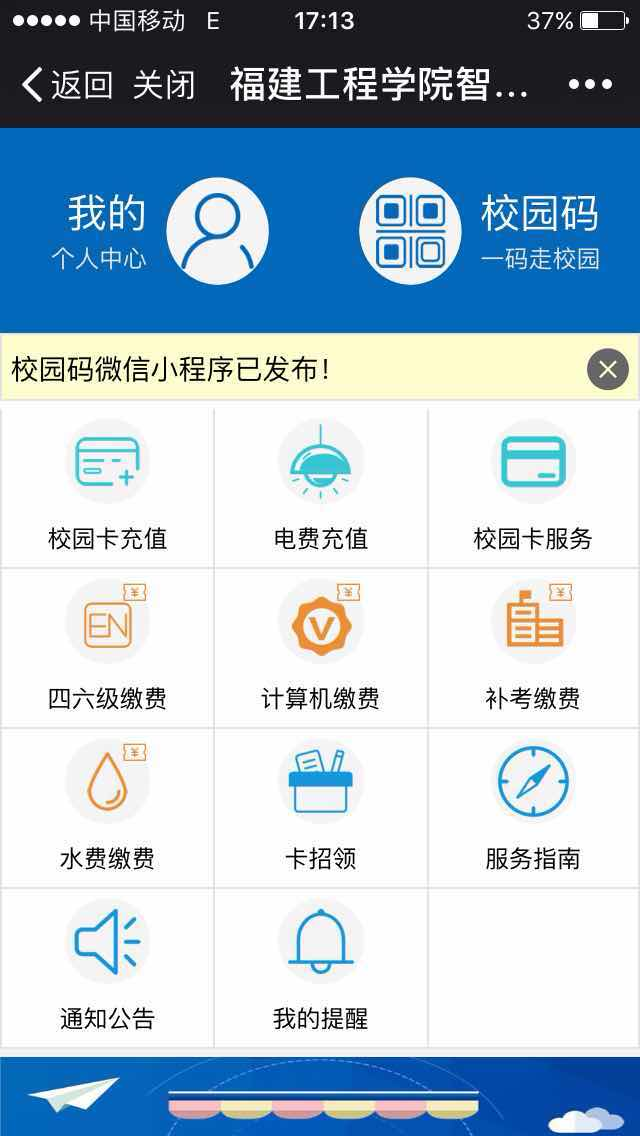 中国移动 E 17:13 37%
返回 关闭 福建工程学院智...
我的 校园码
个人中心 一码走校园
校园码微信小程序已发布!
校园卡充值 电费充值 校园卡服务
¥ ¥ ¥
EN V
四六级缴费 计算机缴费 补考缴费
¥
水费缴费 卡招领 服务指南
通知公告 我的提醒